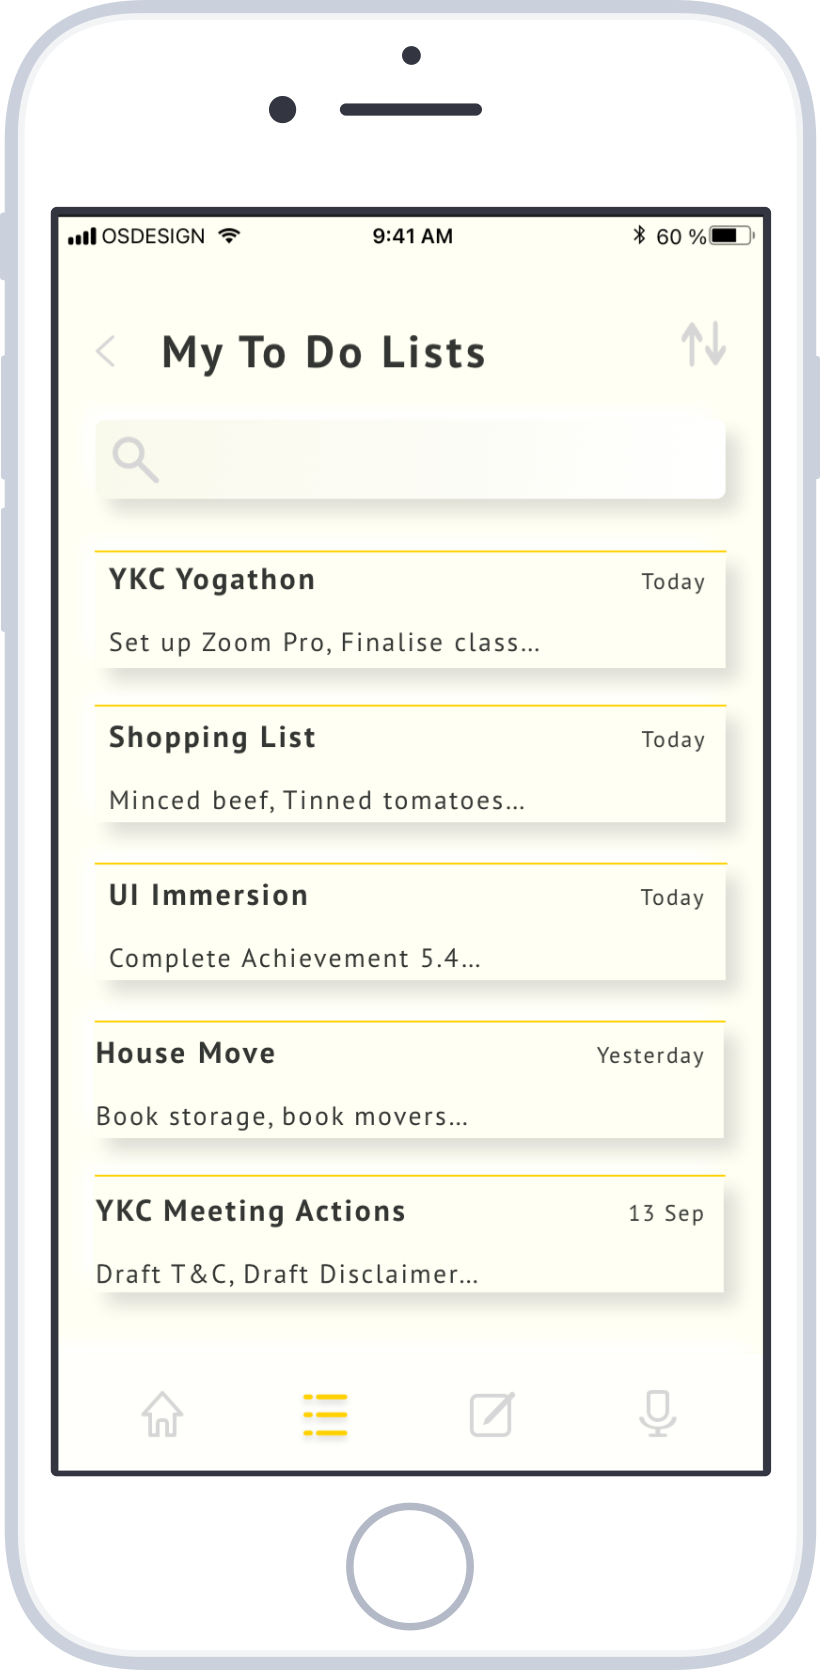 OSDESIGN 9:41 AM 60 %
My To Do Lists
YKC Yogathon Today
Set up Zoom Pro, Finalise class...
Shopping List Today
Minced beef, Tinned tomatoes...
UI Immersion Today
Complete Achievement 5.4...
House Move Yesterday
Book storage, book movers...
YKC Meeting Actions 13 Sep
Draft T&C, Draft Disclaimer...